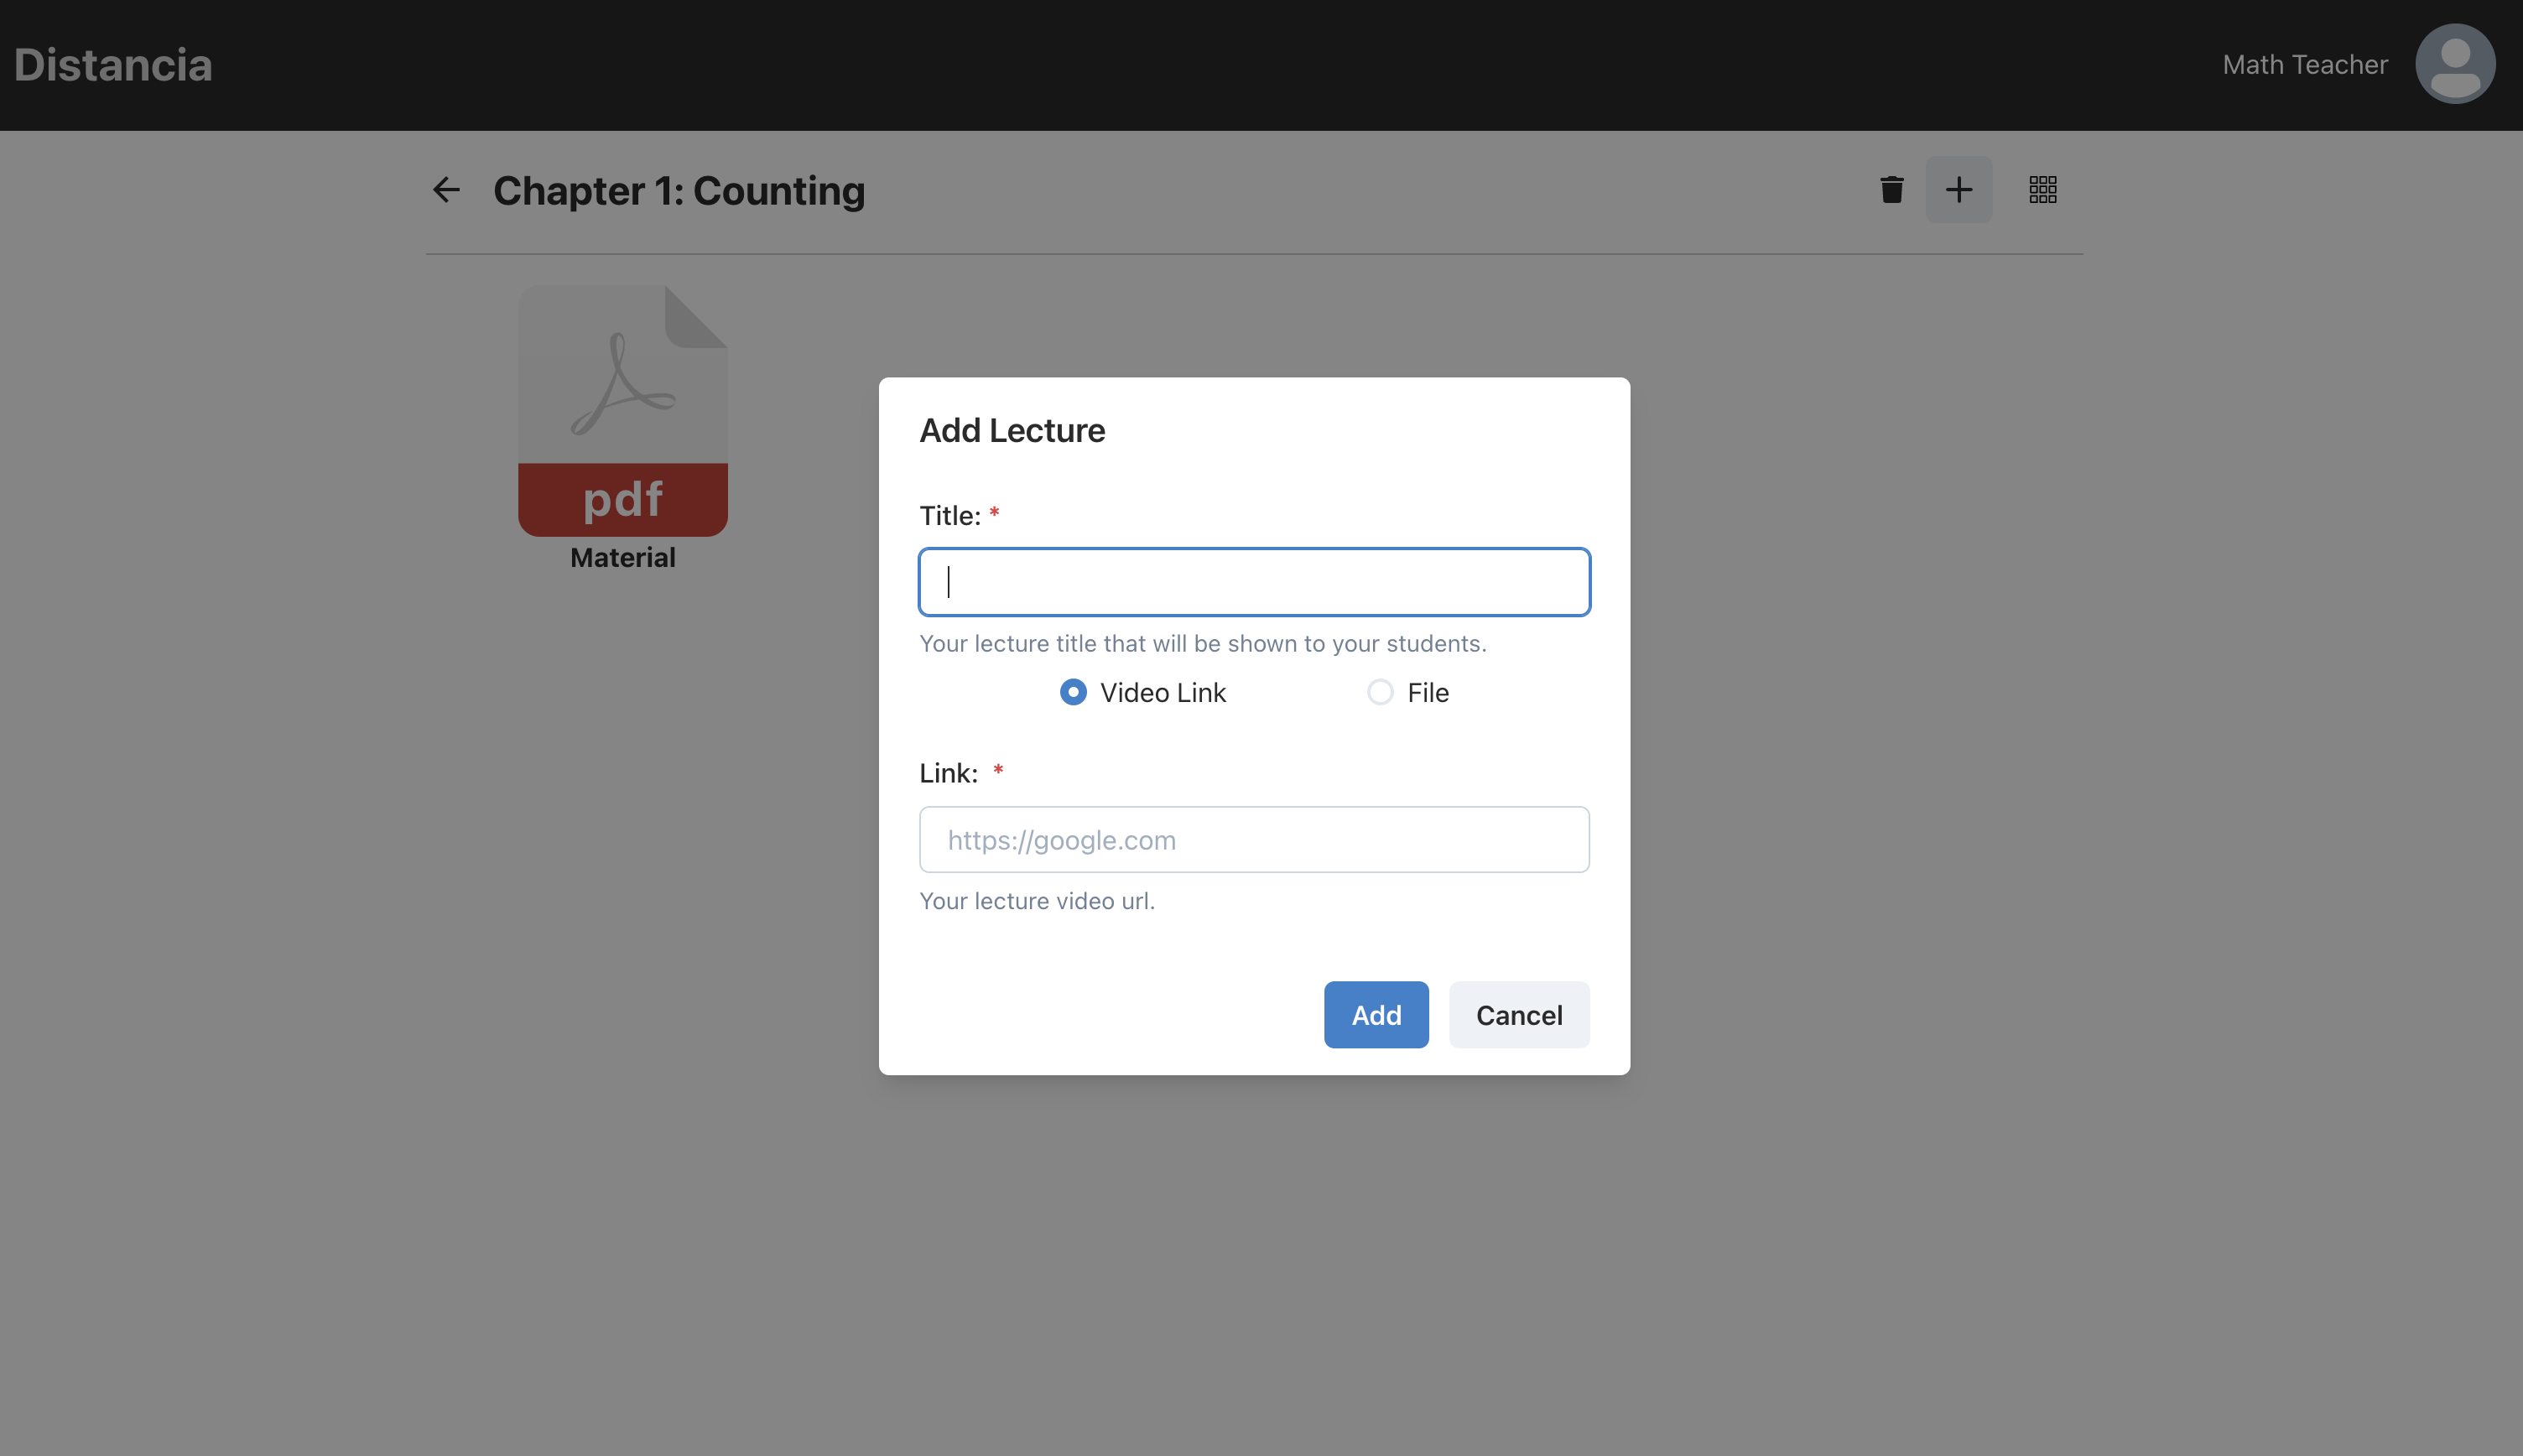 Distancia
Math Teacher
Chapter 1: Counting
pdf
Material
Add Lecture
Title: *
Your lecture title that will be shown to your students.
Video Link
File
Link: *
https://google.com
Your lecture video url.
Add
Cancel